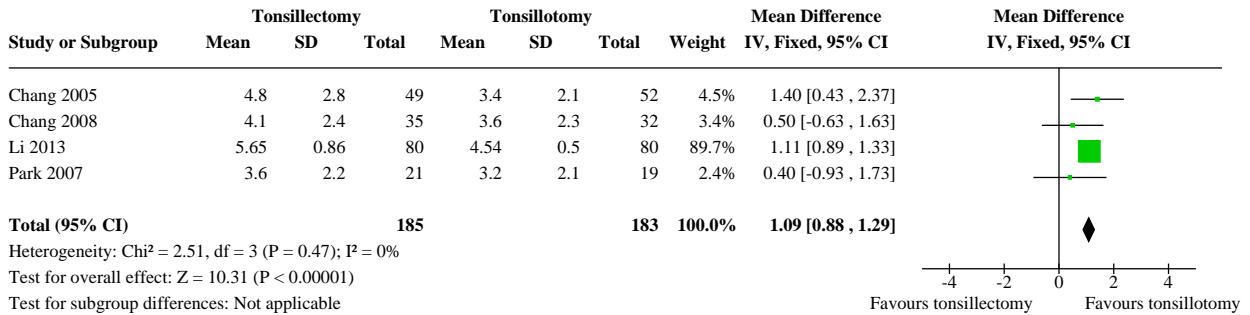 Tonsillectomy Tonsillotomy Mean Difference Mean Difference
Study or Subgroup Mean SD Total Mean SD Total Weight IV, Fixed, 95% CI IV, Fixed, 95% CI
Chang 2005 4.8 2.8 49 3.4 2.1 52 4.5% 1.40 [0.43 , 2.37]
Chang 2008 4.1 2.4 35 3.6 2.3 32 3.4% 0.50 [-0.63 , 1.63]
Li 2013 5.65 0.86 80 4.54 0.5 80 89.7% 1.11 [0.89 , 1.33]
Park 2007 3.6 2.2 21 3.2 2.1 19 2.4% 0.40 [-0.93 , 1.73]
Total (95% CI) 185 183 100.0% 1.09 [0.88 , 1.29]
Heterogeneity: Chi² = 2.51, df = 3 (P = 0.47); I² = 0%
Test for overall effect: Z = 10.31 (P < 0.00001)
-4 -2 0 2 4
Test for subgroup differences: Not applicable Favours tonsillectomy Favours tonsillotomy